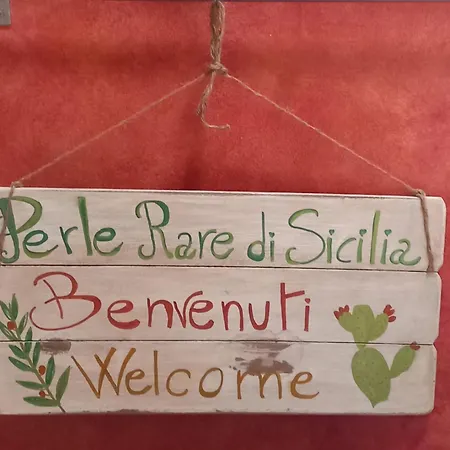 Perle Rare di Sicilia
Benvenuti
Welcome